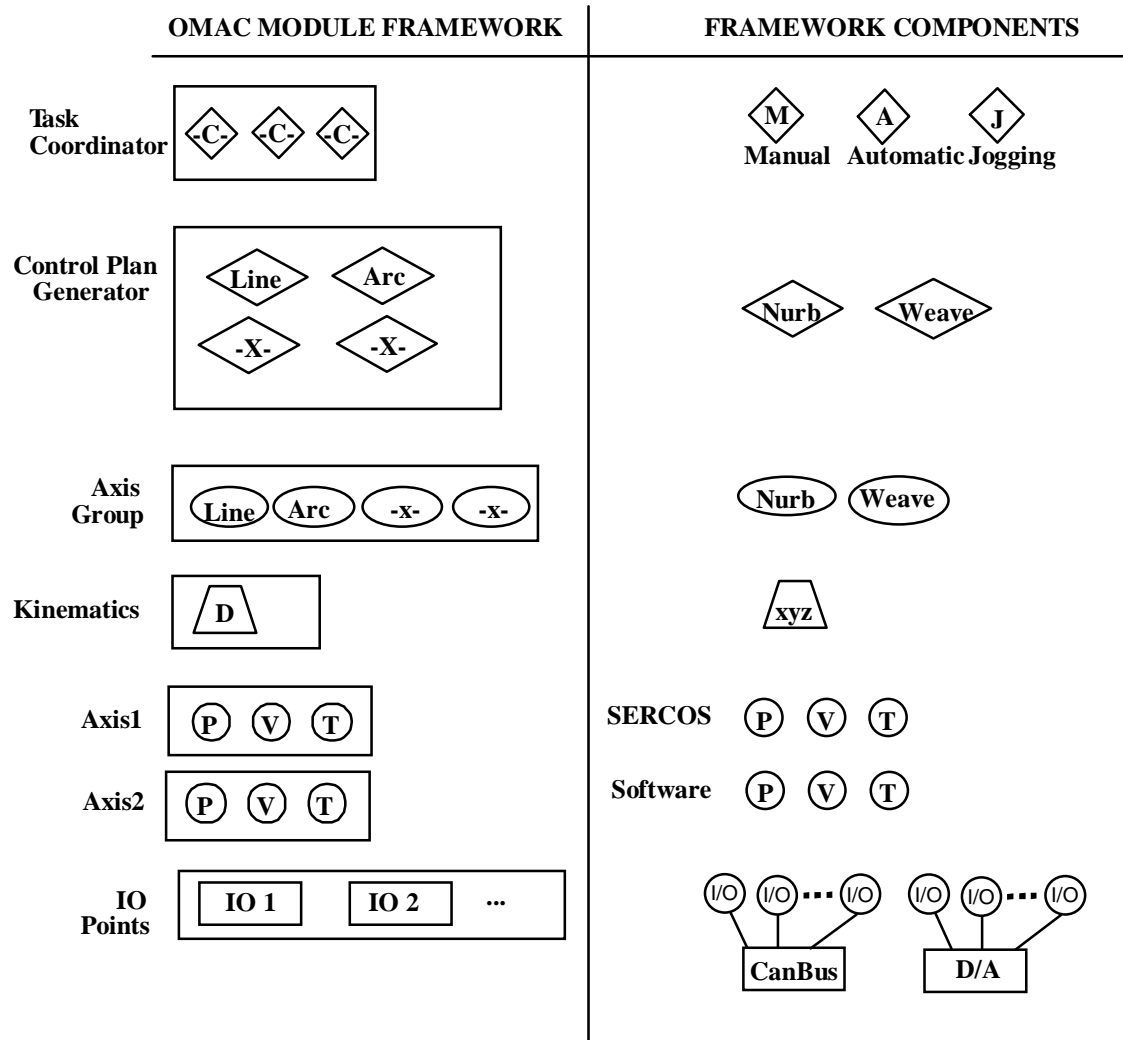 OMAC MODULE FRAMEWORK
FRAMEWORK COMPONENTS
Task
Coordinator
-C- -C- -C-
M A J
Manual Automatic Jogging
Control Plan
Generator
Line Arc
-X- -X-
Nurb Weave
Axis
Group
Line Arc -x- -x-
Nurb Weave
Kinematics
D
xyz
Axis1
P V T
SERCOS
P V T
Axis2
P V T
Software
P V T
IO
Points
IO 1 IO 2 ...
I/O I/O I/O
CanBus
I/O I/O I/O
D/A